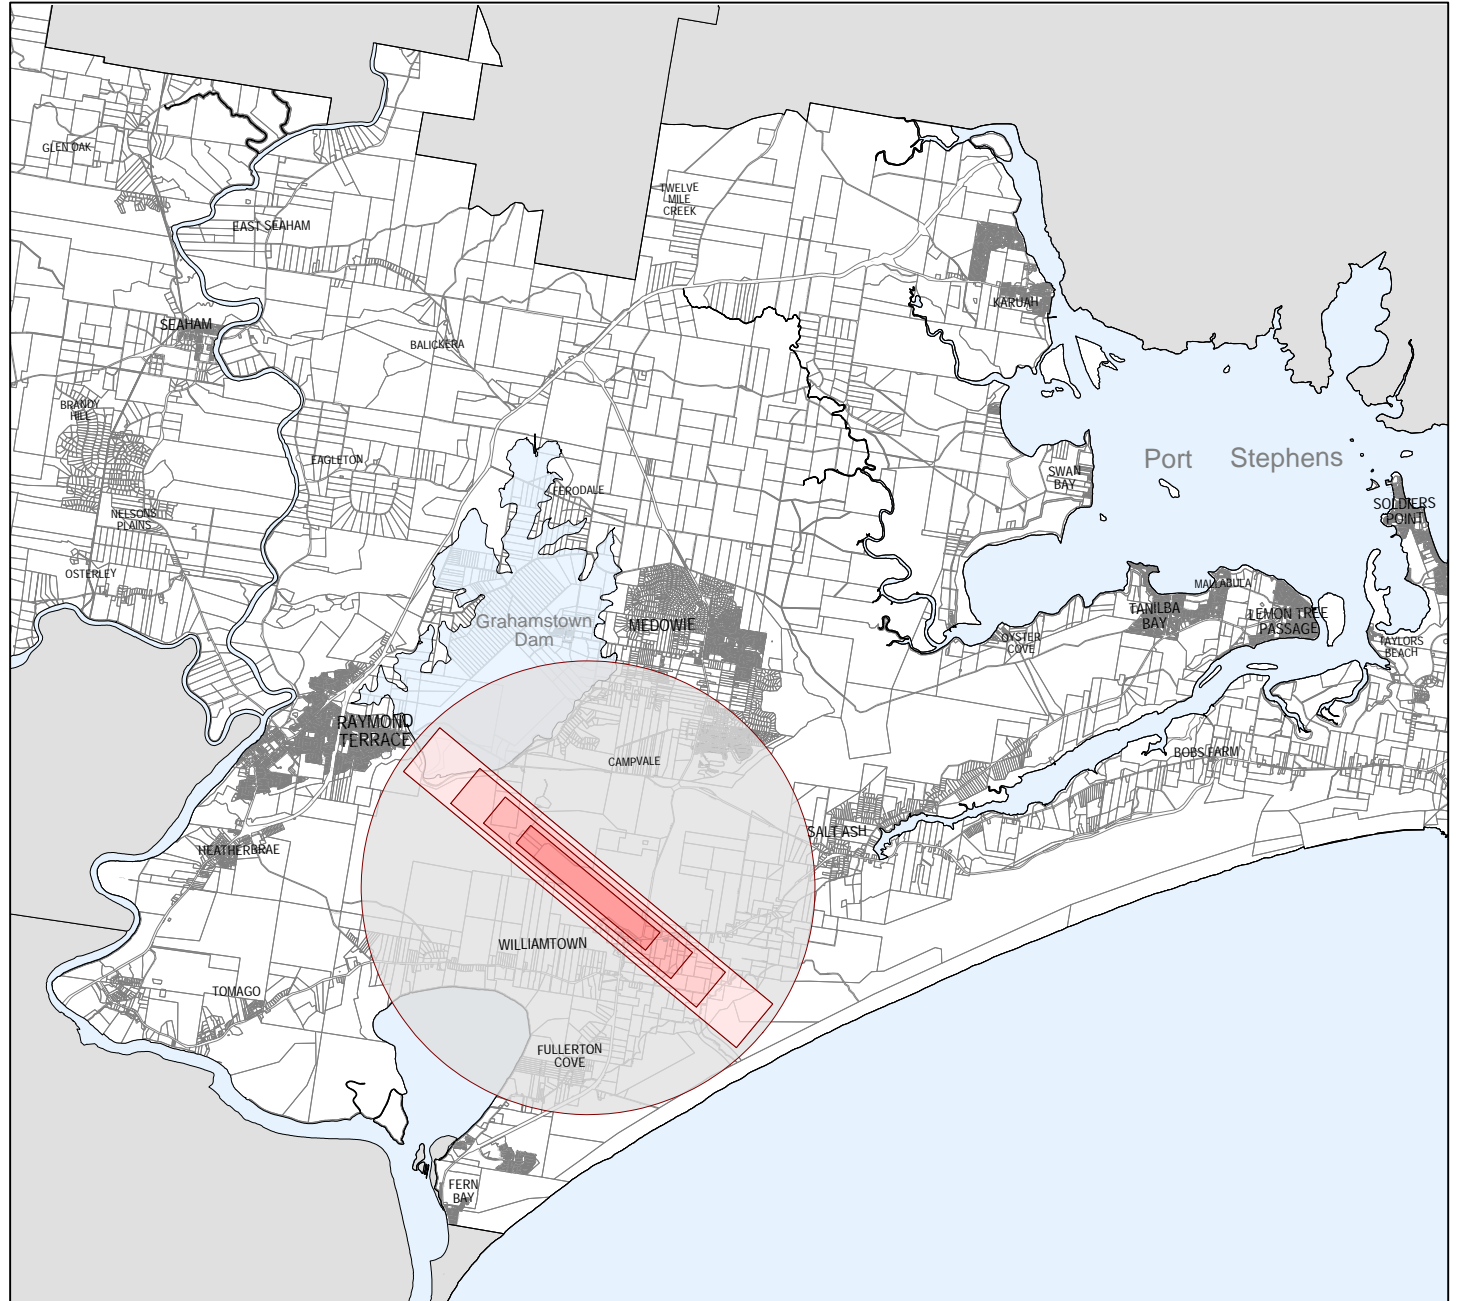 GLEN OAK
TWELVE
MILE
CREEK
EAST SEAHAM
KARUAH
SEAHAM
BALICKERA
BRANDY
HILL
EAGLETON
Port Stephens
SWAN
BAY
FERODALE
SOLDIERS
POINT
NELSONS
PLAINS
OSTERLEY
MALLABULA
TANILBA
BAY
LEMON TREE
PASSAGE
Grahamstown
Dam
MEDOWIE
OYSTER
COVE
TAYLORS
BEACH
RAYMOND
TERRACE
CAMPVALE
BOBS FARM
SALT ASH
HEATHERBRAE
WILLIAMTOWN
TOMAGO
FULLERTON
COVE
FERN
BAY